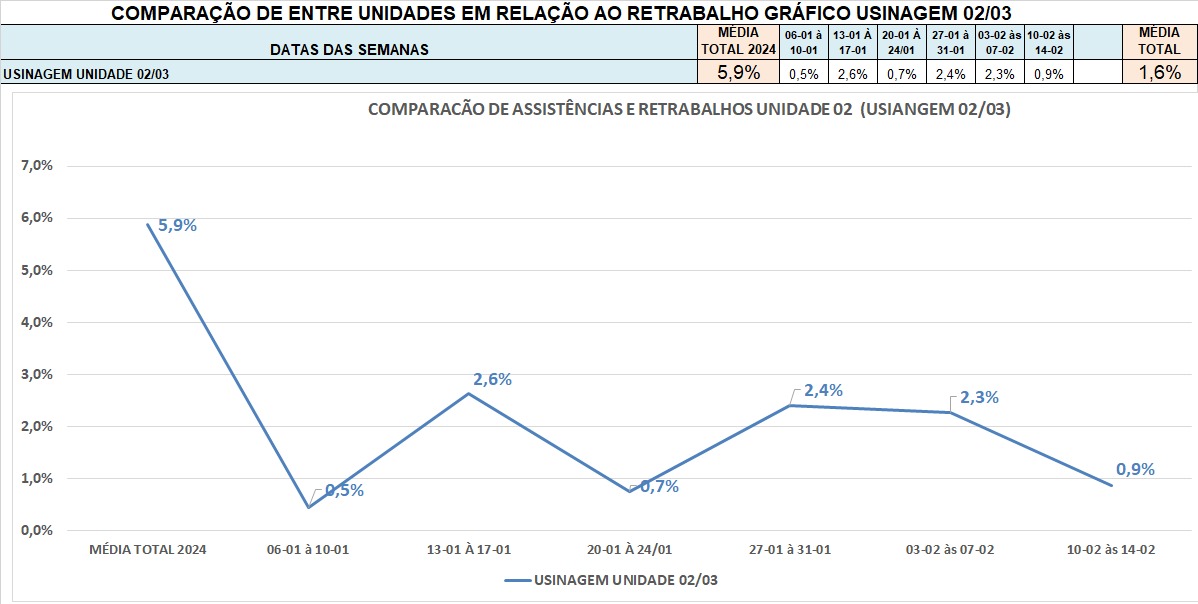 COMPARAÇÃO DE ENTRE UNIDADES EM RELAÇÃO AO RETRABALHO GRÁFICO USINAGEM 02/03
DATAS DAS SEMANAS
MÉDIA
TOTAL 2024
06-01 à
10-01
13-01 À
17-01
20-01 À
24/01
27-01 à
31-01
03-02 às
07-02
10-02 às
14-02
MÉDIA
TOTAL
USINAGEM UNIDADE 02/03 5,9% 0,5% 2,6% 0,7% 2,4% 2,3% 0,9% 1,6%
COMPARACÃO DE ASSISTÊNCIAS E RETRABALHOS UNIDADE 02 (USIANGEM 02/03)
7,0%
6,0%
5,0%
4,0%
3,0%
2,0%
1,0%
0,0%
5,9%
0,5%
2,6%
0,7%
2,4%
2,3%
0,9%
MÉDIA TOTAL 2024 06-01 à 10-01 13-01 À 17-01 20-01 À 24/01 27-01 à 31-01 03-02 às 07-02 10-02 às 14-02
USINAGEM UNIDADE 02/03